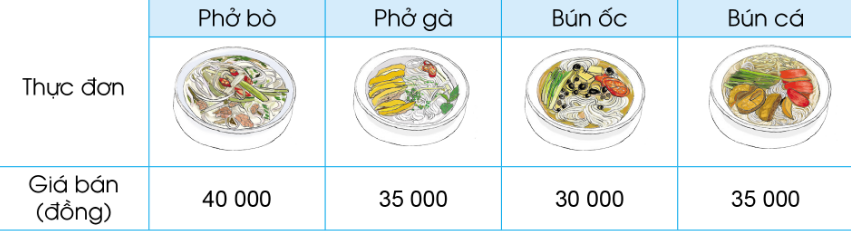 Phở bò Phở gà Bún ốc Bún cá
Thực đơn
Giá bán
(đồng) 40 000 35 000 30 000 35 000